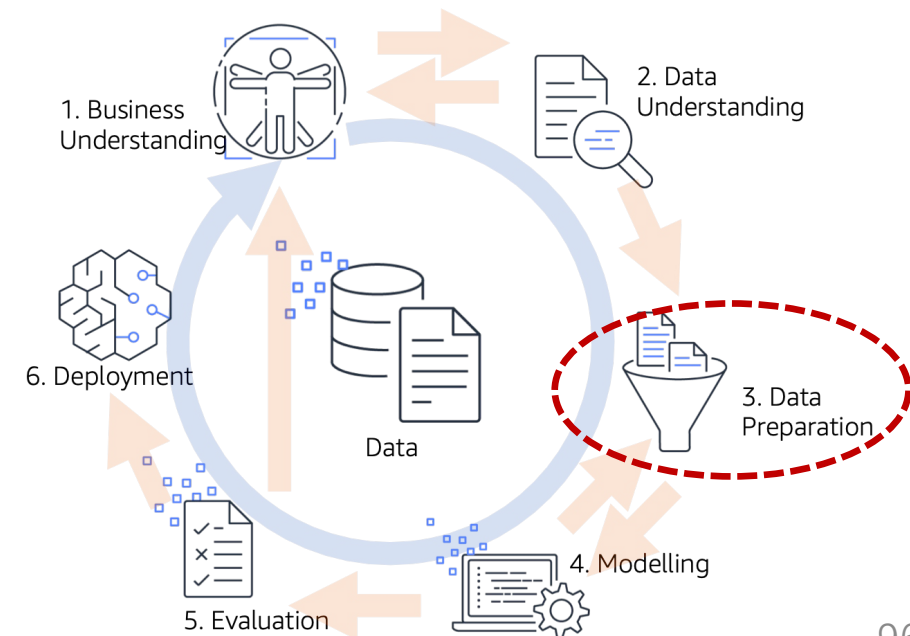 1. Business
Understanding
2. Data
Understanding
3. Data
Preparation
4. Modelling
5. Evaluation
6. Deployment
Data